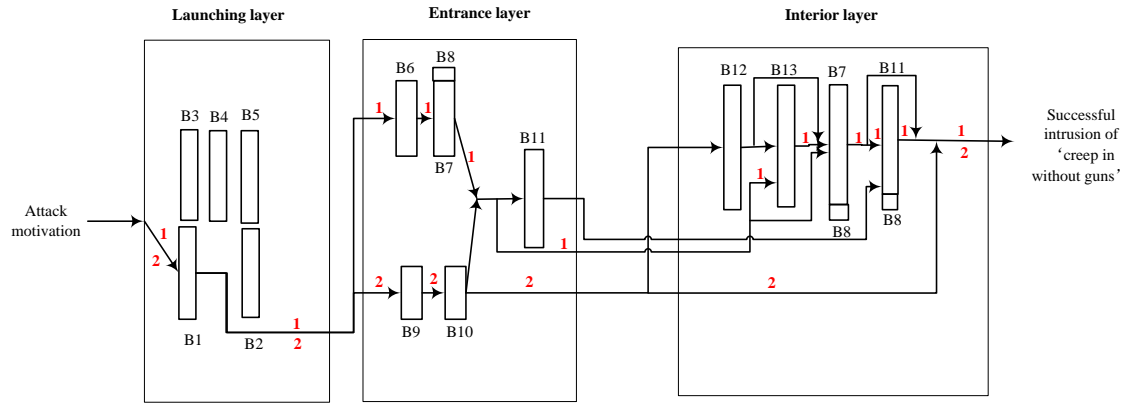 Launching layer
Entrance layer
Interior layer
B3
B4
B5
B6
B8
B7
B11
B12
B13
B7
B11
B8
B8
B9
B10
B1
B2
Attack
motivation
1
2
1
2
1
1
1
1
2
2
2
2
1
1
1
1
1
1
2
Successful
intrusion of
‘creep in
without guns’